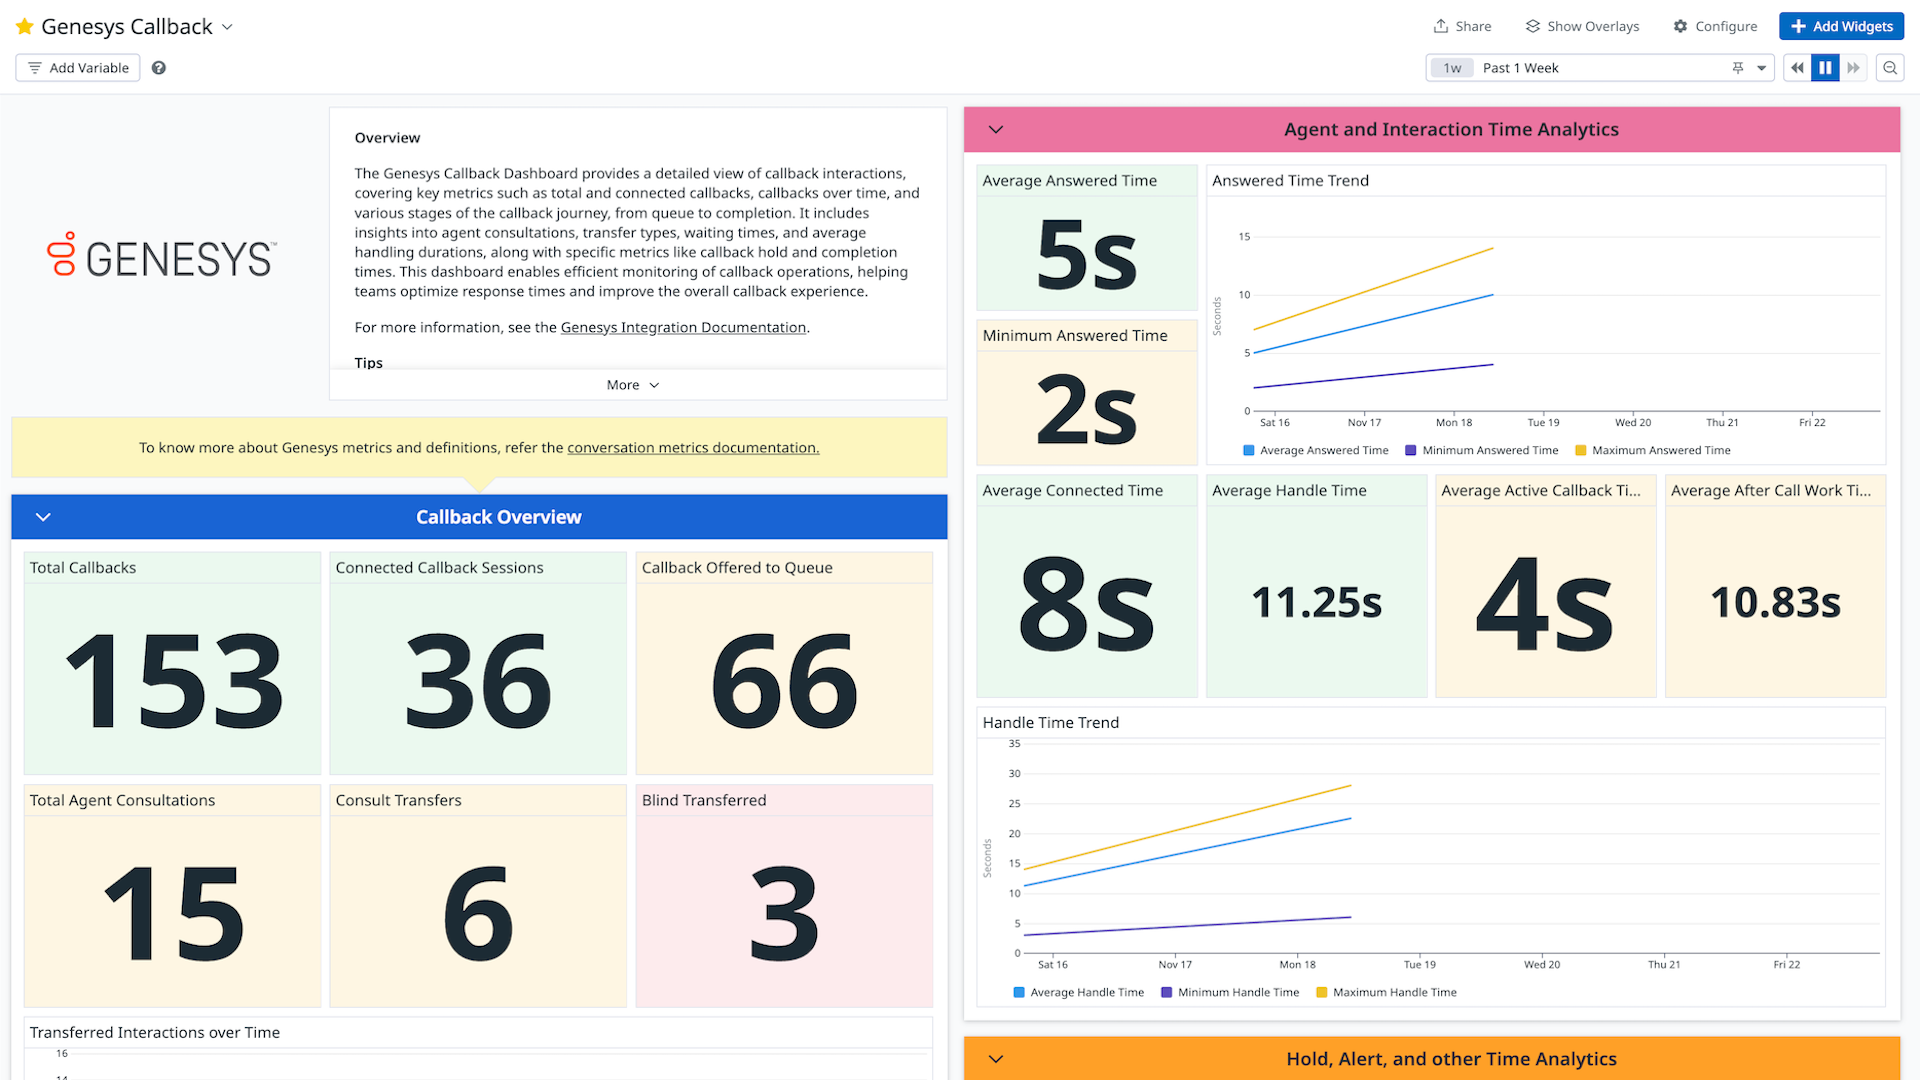 Genesys Callback
Share
Show Overlays
Configure
Add Widgets
Add Variable
1w
Past 1 Week
GENESYS™
Overview
The Genesys Callback Dashboard provides a detailed view of callback interactions,
covering key metrics such as total and connected callbacks, callbacks over time, and
various stages of the callback journey, from queue to completion. It includes
insights into agent consultations, transfer types, waiting times, and average
handling durations, along with specific metrics like callback hold and completion
times. This dashboard enables efficient monitoring of callback operations, helping
teams optimize response times and improve the overall callback experience.
For more information, see the Genesys Integration Documentation.
Tips
More
To know more about Genesys metrics and definitions, refer the conversation metrics documentation.
Callback Overview
Total Callbacks
153
Connected Callback Sessions
36
Callback Offered to Queue
66
Total Agent Consultations
15
Consult Transfers
6
Blind Transferred
3
Transferred Interactions over Time
16
14
Agent and Interaction Time Analytics
Average Answered Time
5s
Minimum Answered Time
2s
Answered Time Trend
Seconds
15
10
5
0
Sat 16
Nov 17
Mon 18
Tue 19
Wed 20
Thu 21
Fri 22
Average Answered Time
Minimum Answered Time
Maximum Answered Time
Average Connected Time
8s
Average Handle Time
11.25s
Average Active Callback Ti...
4s
Average After Call Work Ti...
10.83s
Handle Time Trend
Seconds
35
30
25
20
15
10
5
0
Sat 16
Nov 17
Mon 18
Tue 19
Wed 20
Thu 21
Fri 22
Average Handle Time
Minimum Handle Time
Maximum Handle Time
Hold, Alert, and other Time Analytics